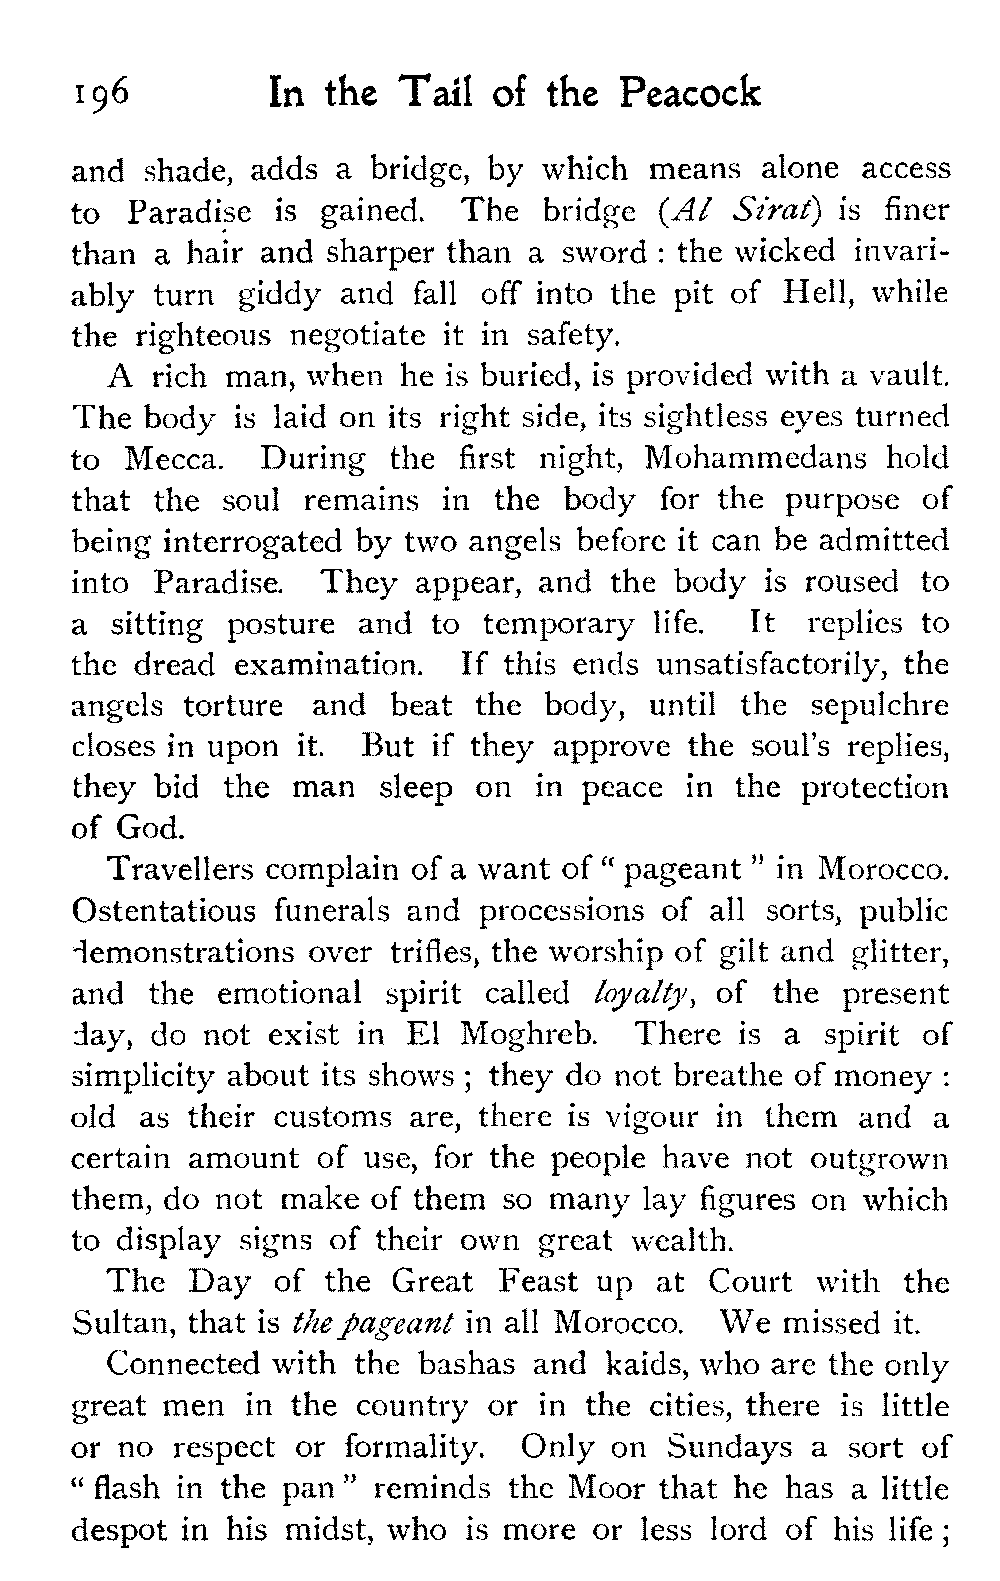 196 In the Tail of the Peacock
and shade, adds a bridge, by which means alone access
to Paradise is gained. The bridge (Al Sirat) is finer
than a hair and sharper than a sword : the wicked invari-
ably turn giddy and fall off into the pit of Hell, while
the righteous negotiate it in safety.
A rich man, when he is buried, is provided with a vault.
The body is laid on its right side, its sightless eyes turned
to Mecca. During the first night, Mohammedans hold
that the soul remains in the body for the purpose of
being interrogated by two angels before it can be admitted
into Paradise. They appear, and the body is roused to
a sitting posture and to temporary life. It replies to
the dread examination. If this ends unsatisfactorily, the
angels torture and beat the body, until the sepulchre
closes in upon it. But if they approve the soul's replies,
they bid the man sleep on in peace in the protection
of God.
Travellers complain of a want of " pageant " in Morocco.
Ostentatious funerals and processions of all sorts, public
demonstrations over trifles, the worship of gilt and glitter,
and the emotional spirit called loyalty, of the present
day, do not exist in El Moghreb. There is a spirit of
simplicity about its shows ; they do not breathe of money :
old as their customs are, there is vigour in them and a
certain amount of use, for the people have not outgrown
them, do not make of them so many lay figures on which
to display signs of their own great wealth.
The Day of the Great Feast up at Court with the
Sultan, that is the pageant in all Morocco. We missed it.
Connected with the bashas and kaids, who are the only
great men in the country or in the cities, there is little
or no respect or formality. Only on Sundays a sort of
" flash in the pan " reminds the Moor that he has a little
despot in his midst, who is more or less lord of his life ;